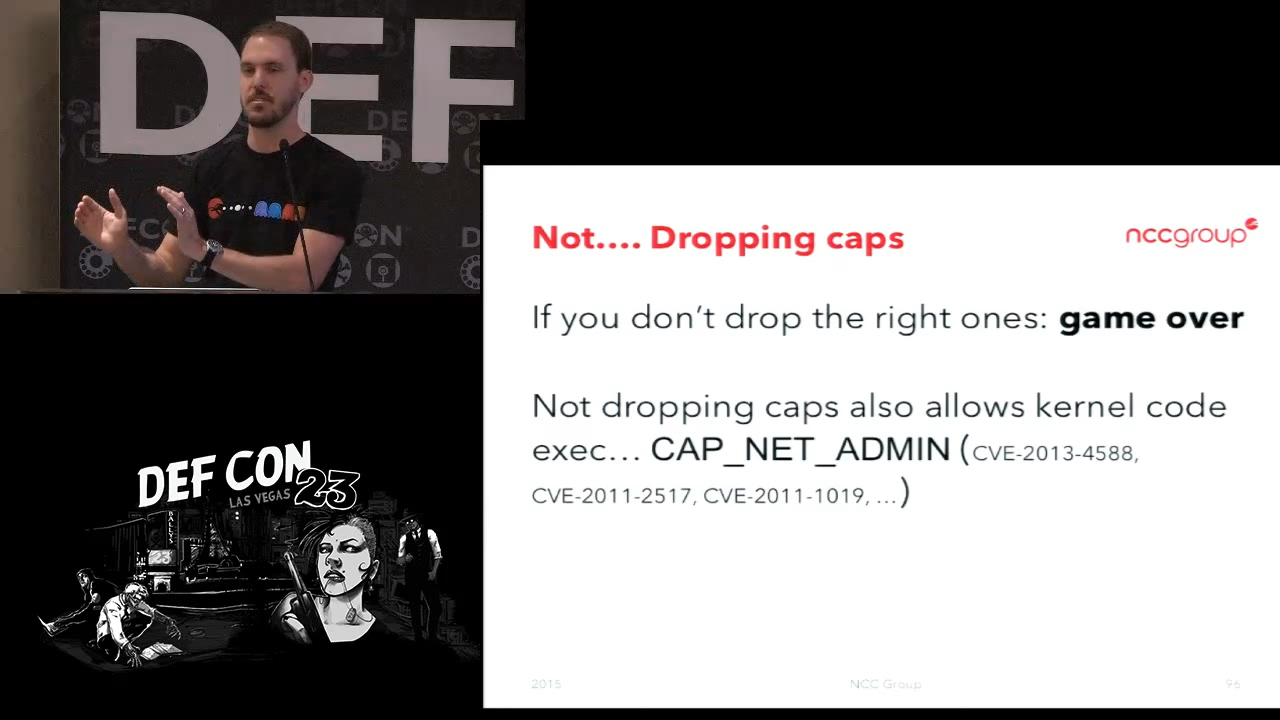 DEF
Not.... Dropping caps
nccgroup
If you don't drop the right ones: game over
Not dropping caps also allows kernel code
exec... CAP_NET_ADMIN (CVE-2013-4588,
CVE-2011-2517, CVE-2011-1019, ...)
2015 NCC Group 96
DEF CON
LAS VEGAS 23
BALLY'S